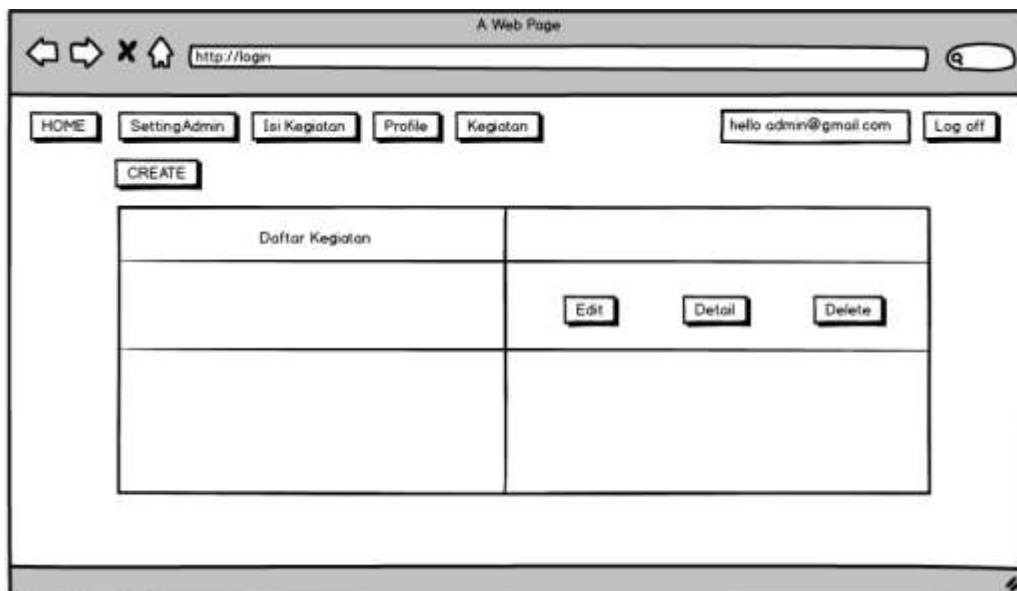 A Web Page
http://login
HOME SettingAdmin Isi Kegiatan Profile Kegiatan hello admin@gmail.com Log off
CREATE
Daftar Kegiatan
Edit Detail Delete